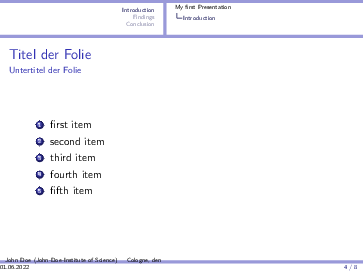 Introduction
Findings
Conclusion
My first Presentation
Introduction
Titel der Folie
Untertitel der Folie
1 first item
2 second item
3 third item
4 fourth item
5 fifth item
John Doe (John-Doe-Institute of Science) Cologne, den
01.06.2022 4 / 8